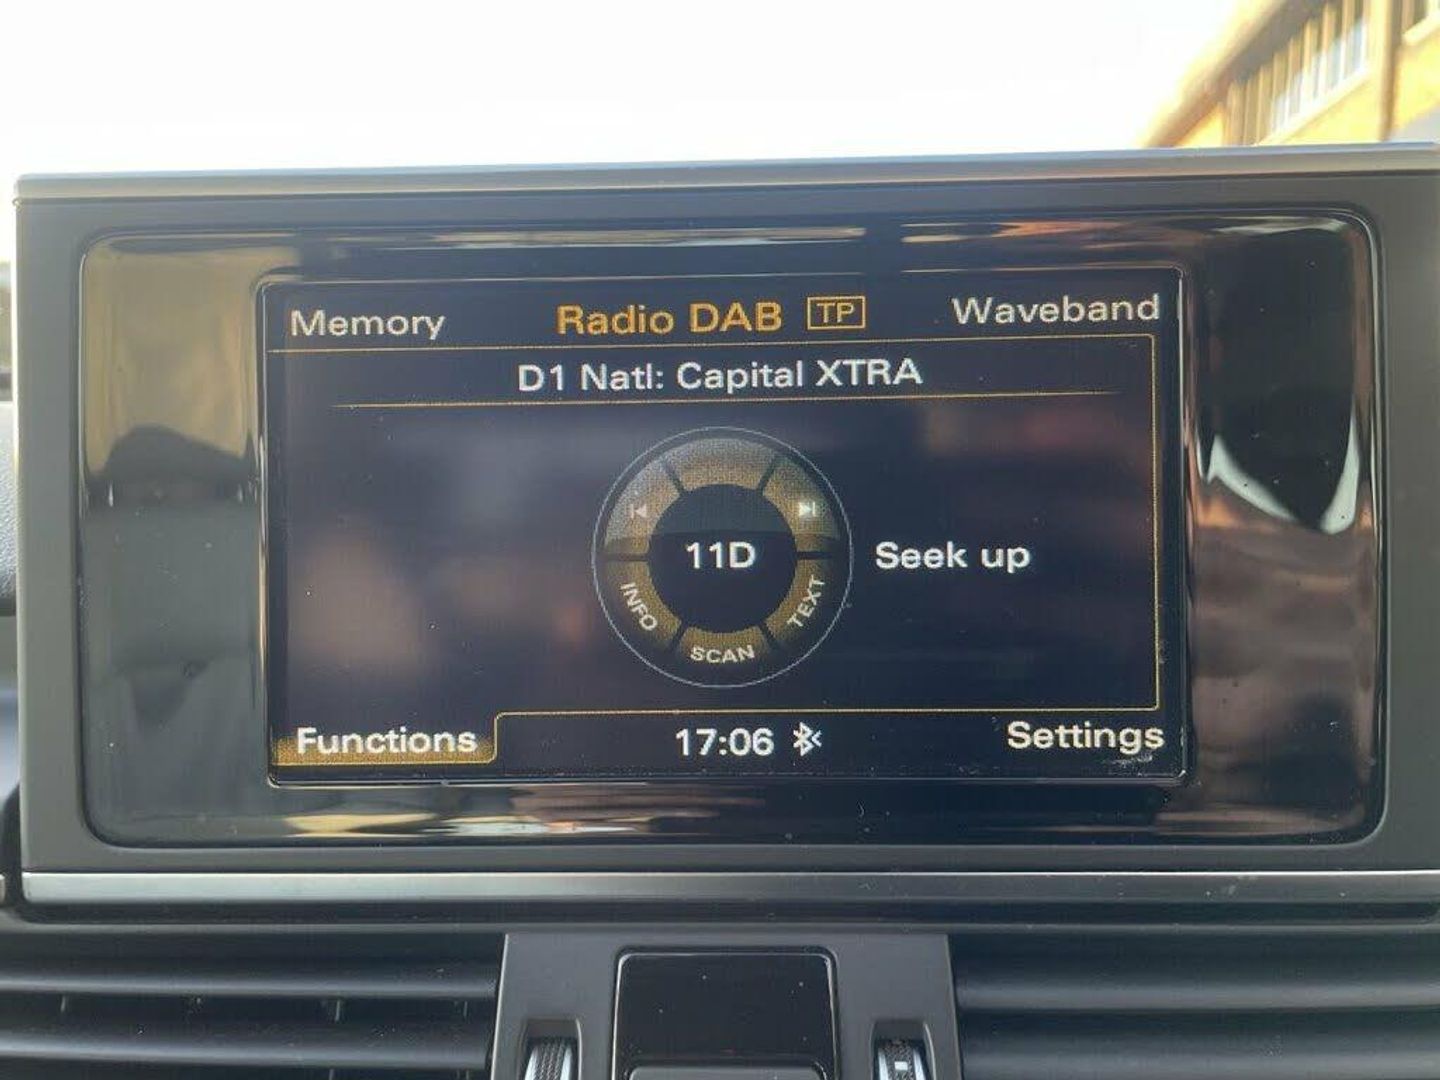 Memory Radio DAB TP Waveband
D1 Natl: Capital XTRA
11D Seek up
INFO SCAN TEXT
Functions 17:06 Settings